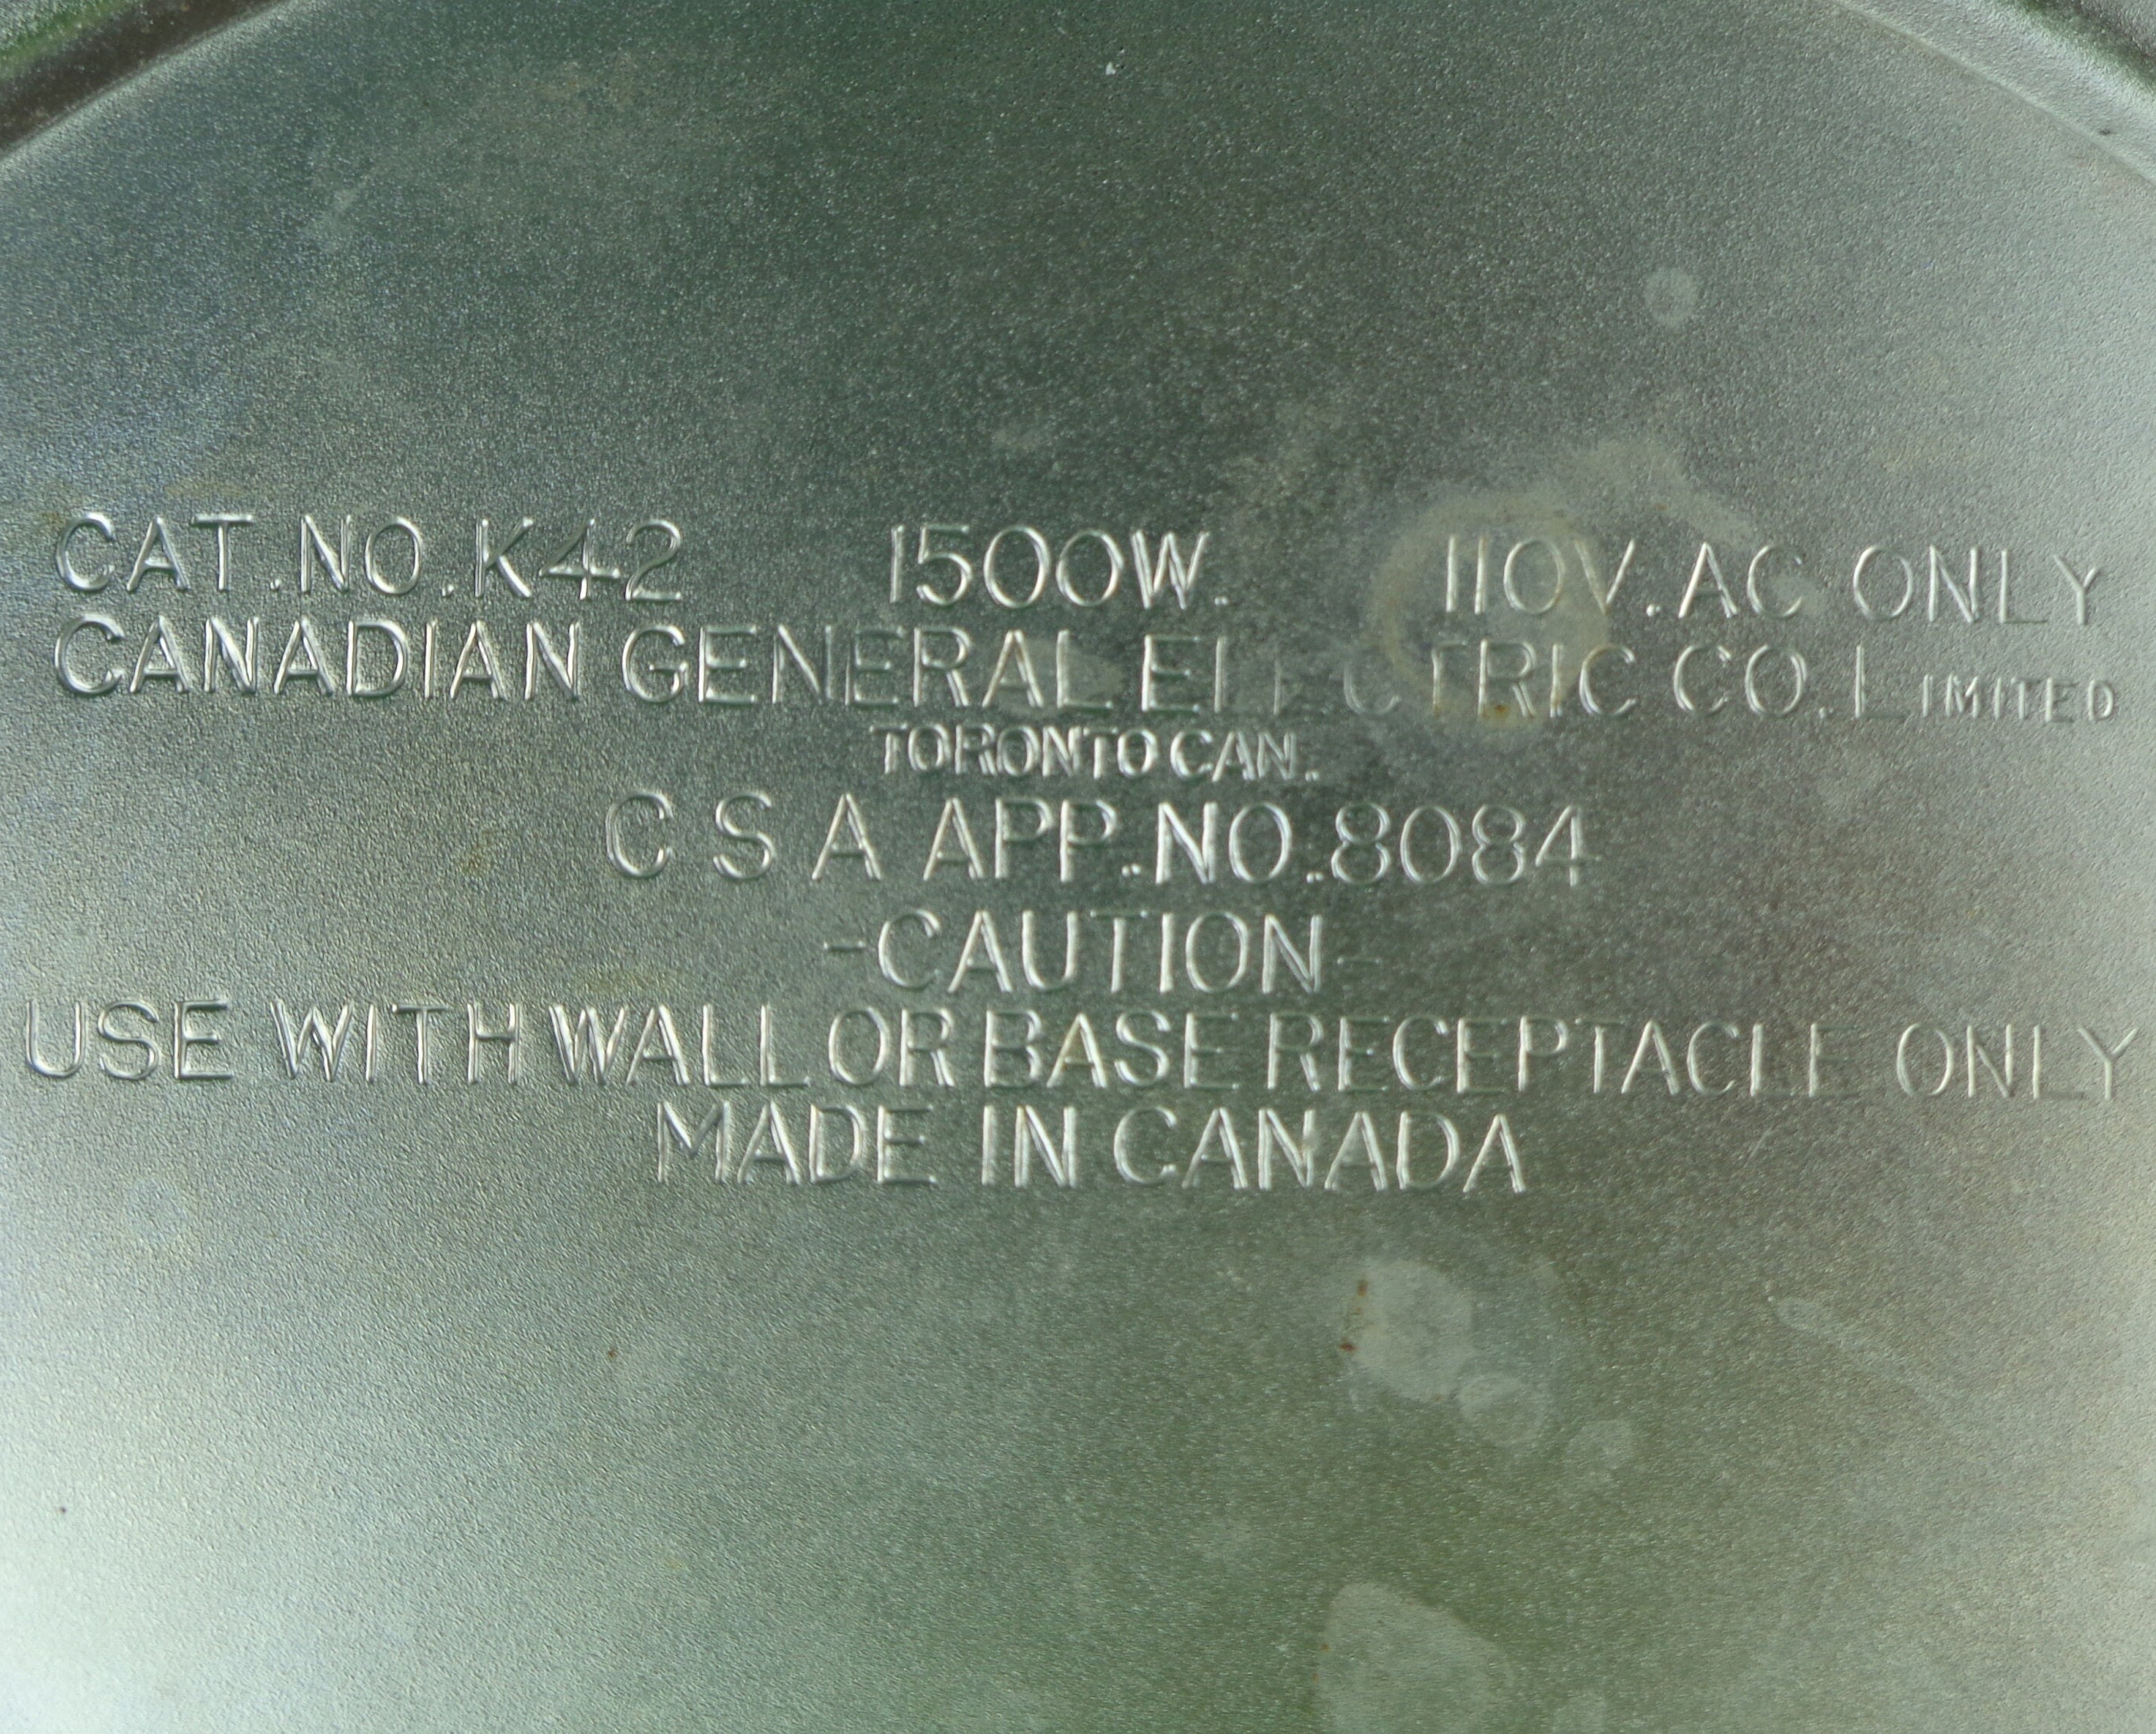 CAT.NO.K42 1500W. 110V.AC ONLY
CANADIAN GENERAL ELECTRIC CO. LIMITED
TORONTO CAN.
C S A APP.NO.8084
-CAUTION-
USE WITH WALL OR BASE RECEPTACLE ONLY
MADE IN CANADA